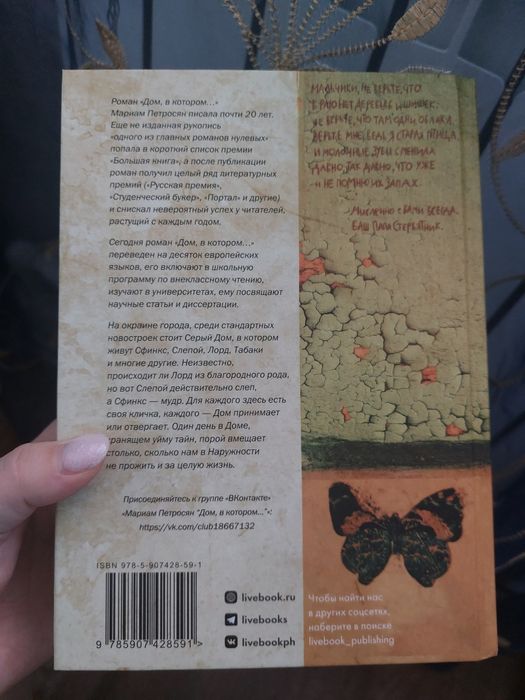 Роман «Дом, в котором...»
Мариам Петросян писала почти 20 лет.
Еще не изданная рукопись
«одного из главных романов нулевых»
попала в короткий список премии
«Большая книга», а после публикации
роман получил целый ряд литературных
премий («Русская премия»,
«Студенческий букер», «Портал» и другие)
и снискал невероятный успех у читателей,
растущий с каждым годом.
Сегодня роман «Дом, в котором...»
переведен на десяток европейских
языков, его включают в школьную
программу по внеклассному чтению,
изучают в университетах, ему посвящают
научные статьи и диссертации.
На окраине города, среди стандартных
новостроек стоит Серый Дом, в котором
живут Сфинкс, Слепой, Лорд, Табаки
и многие другие. Неизвестно,
происходит ли Лорд из благородного рода,
но вот Слепой действительно слеп,
а Сфинкс — мудр. Для каждого здесь есть
своя кличка, каждого — Дом принимает
или отвергает. Один день в Доме,
хранящем уйму тайн, порой вмещает
столько, сколько нам в Наружности
не прожить и за целую жизнь.
Присоединяйтесь к группе «ВКонтакте»
«Мариам Петросян "Дом, в котором..."»:
https://vk.com/club18667132
ISBN 978-5-907428-59-1
9 785907 428591 >
livebook.ru
livebooks
livebookph
МАЛЬЧИКИ, НЕ ВЕРЬТЕ, ЧТО
В РАЮ НЕТ ДЕРЕВЬЕВ И ШИШЕК.
НЕ ВЕРЬТЕ, ЧТО ТАМ ОДНИ ОБЛАКА.
ВЕРЬТЕ МНЕ, ВЕДЬ Я СТАРАЯ ПТИЦА,
И МОЛОЧНЫЕ ЗУБЫ СМЕНИЛА
ДАВНО, ТАК ДАВНО, ЧТО УЖЕ
И НЕ ПОМНЮ ИХ ЗАПАХ.
МЫСЛЕННО С ВАМИ ВСЕГДА.
ВАШ ПАПА СТЕРВЯТНИК.
Чтобы найти нас
в других соцсетях,
наберите в поиске
livebook_publishing